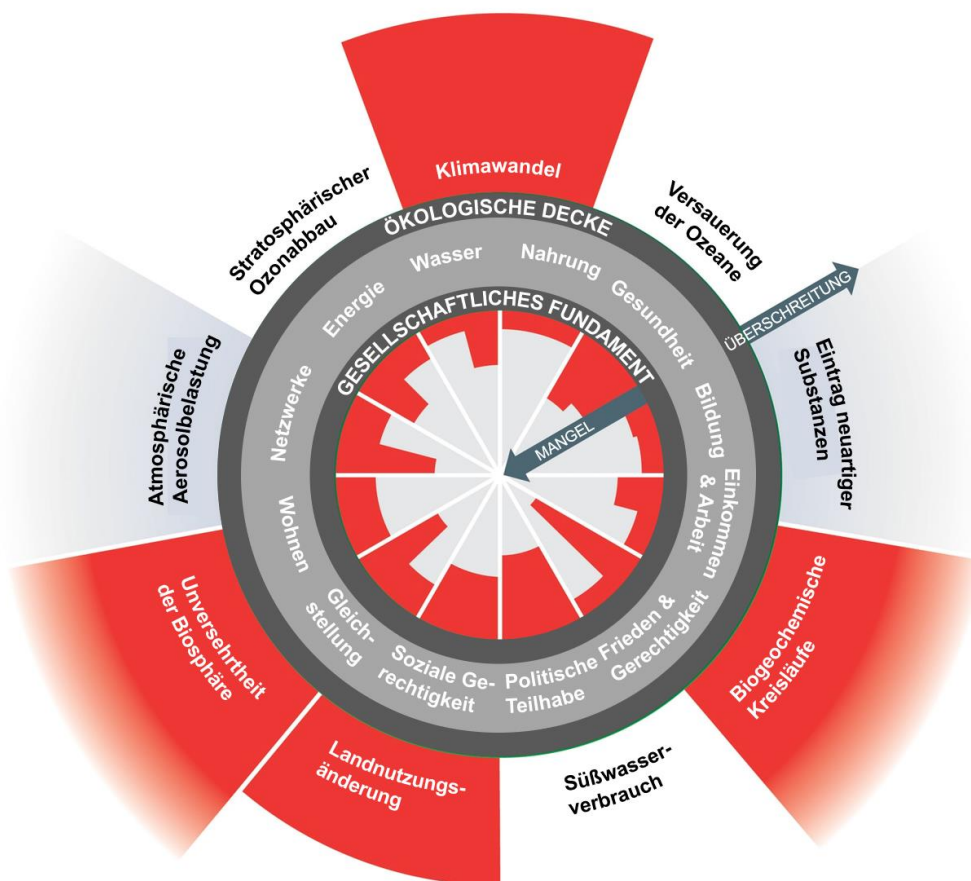 Klimawandel
Stratosphärischer
Ozonabbau
Versauerung
der Ozeane
ÖKOLOGISCHE DECKE
Wasser
Nahrung
Energie
Gesundheit
ÜBERSCHREITUNG
GESELLSCHAFTLICHES FUNDAMENT
Atmosphärische
Aerosolbelastung
Netzwerke
MANGEL
Bildung
Eintrag neuartiger
Substanzen
Wohnen
Einkommen
& Arbeit
Unversehrtheit
der Biosphäre
Gleich-
stellung
Soziale Ge-
rechtigkeit
Politische
Teilhabe
Frieden &
Gerechtigkeit
Biogeochemische
Kreisläufe
Landnutzungs-
änderung
Süßwasser-
verbrauch